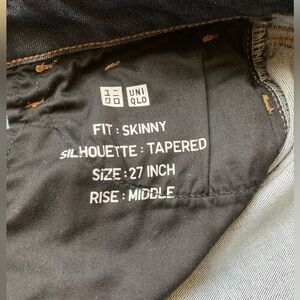 ユニ UNI
クロ QLO
FIT : SKINNY
SILHOUETTE : TAPERED
SIZE : 27 INCH
RISE : MIDDLE